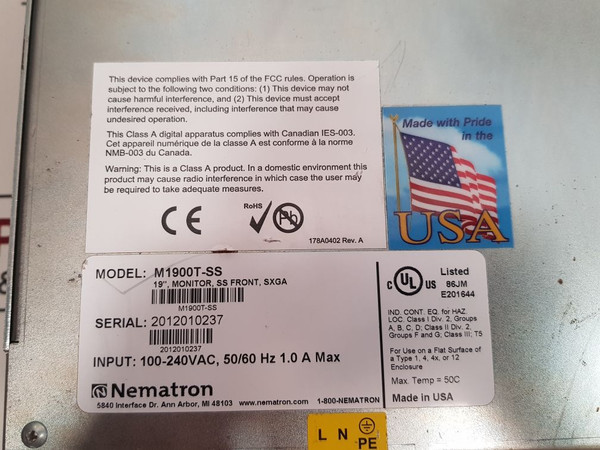 This device complies with Part 15 of the FCC rules. Operation is
subject to the following two conditions: (1) This device may not
cause harmful interference, and (2) This device must accept
interference received, including interference that may cause
undesired operation.
This Class A digital apparatus complies with Canadian IES-003.
Cet appareil numérique de la classe A est conforme à la norme
NMB-003 du Canada.
Warning: This is a Class A product. In a domestic environment this
product may cause radio interference in which case the user may
be required to take adequate measures.
CE
RoHS
Pb
178A0402 Rev. A
Made with Pride
in the
USA
MODEL: M1900T-SS
19", MONITOR, SS FRONT, SXGA
M1900T-SS
SERIAL: 2012010237
2012010237
INPUT: 100-240VAC, 50/60 Hz 1.0 A Max
Nematron
5840 Interface Dr. Ann Arbor, MI 48103 www.nematron.com 1-800-NEMATRON
C UL US
Listed
86JM
E201644
IND. CONT. EQ. for HAZ.
LOC. Class I Div. 2, Groups
A, B, C, D; Class II Div. 2,
Groups F and G; Class III; T5
For Use on a Flat Surface of
a Type 1, 4, 4x, or 12
Enclosure
Max. Temp = 50C
Made in USA
L N
PE